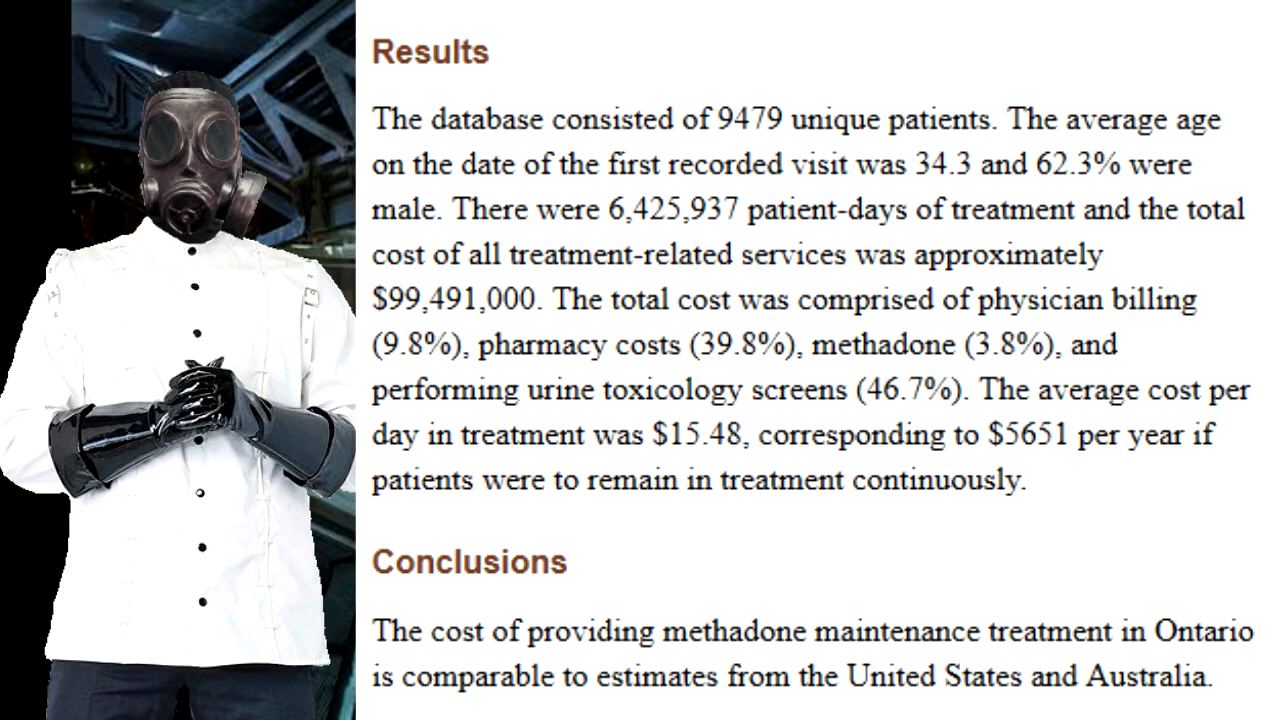 Results
The database consisted of 9479 unique patients. The average age
on the date of the first recorded visit was 34.3 and 62.3% were
male. There were 6,425,937 patient-days of treatment and the total
cost of all treatment-related services was approximately
$99,491,000. The total cost was comprised of physician billing
(9.8%), pharmacy costs (39.8%), methadone (3.8%), and
performing urine toxicology screens (46.7%). The average cost per
day in treatment was $15.48, corresponding to $5651 per year if
patients were to remain in treatment continuously.
Conclusions
The cost of providing methadone maintenance treatment in Ontario
is comparable to estimates from the United States and Australia.